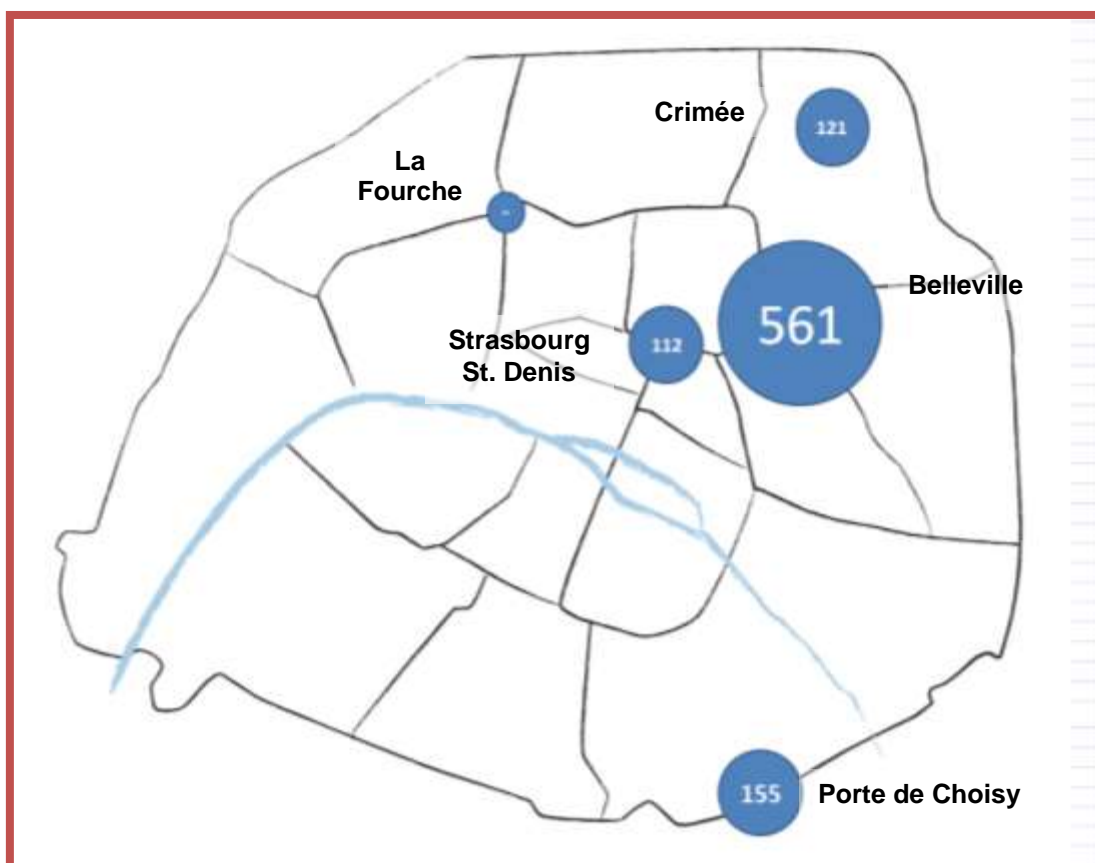 Crimée
121
La
Fourche
Belleville
561
Strasbourg
St. Denis
112
155
Porte de Choisy